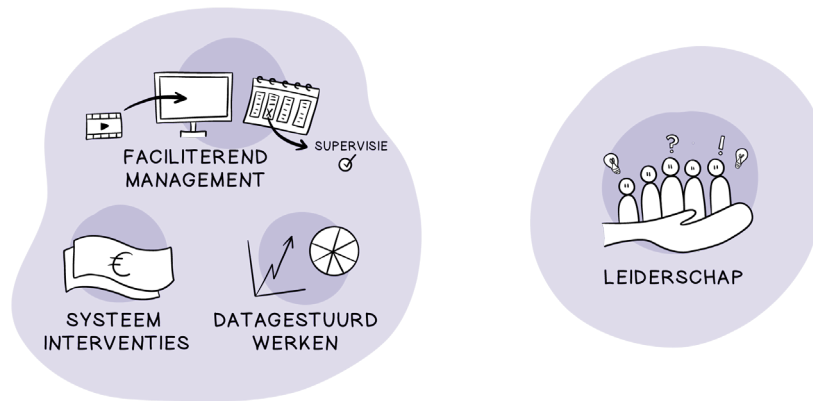 SUPERVISIE
FACILITEREND
MANAGEMENT
€
SYSTEEM
INTERVENTIES
DATAGESTUURD
WERKEN
?
!
LEIDERSCHAP